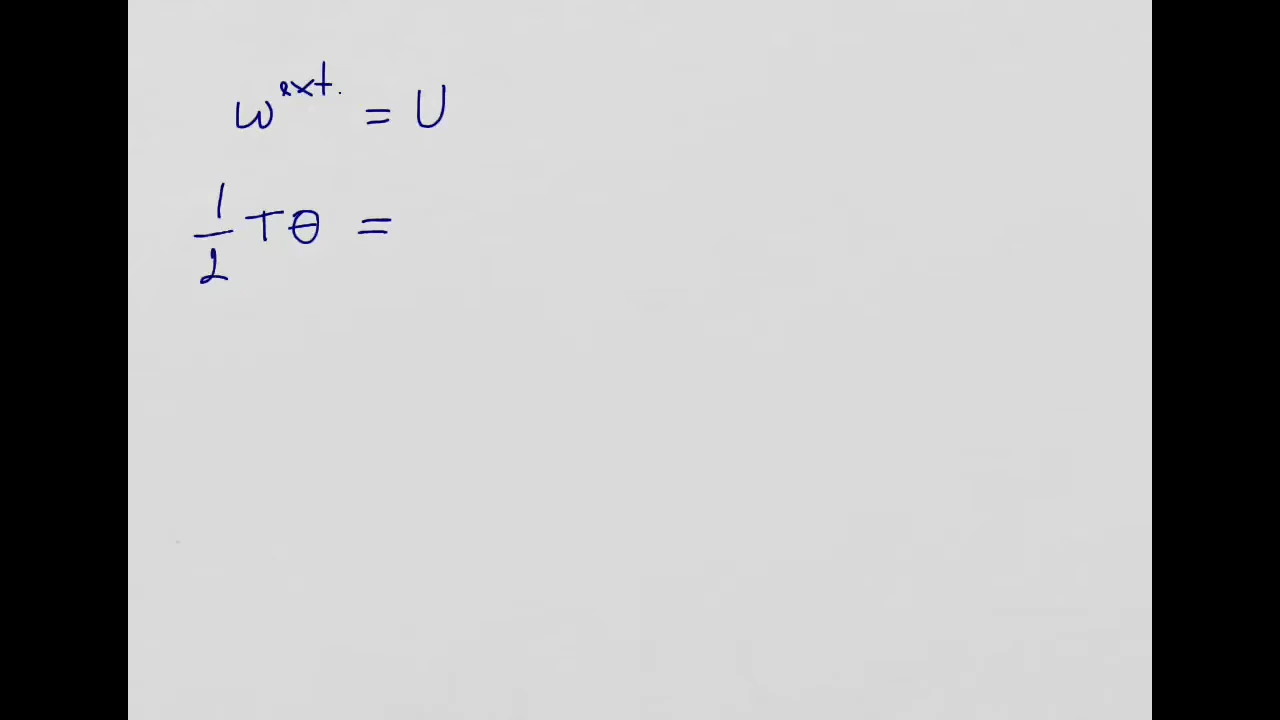 w^ext. = U
1/2 Tθ =